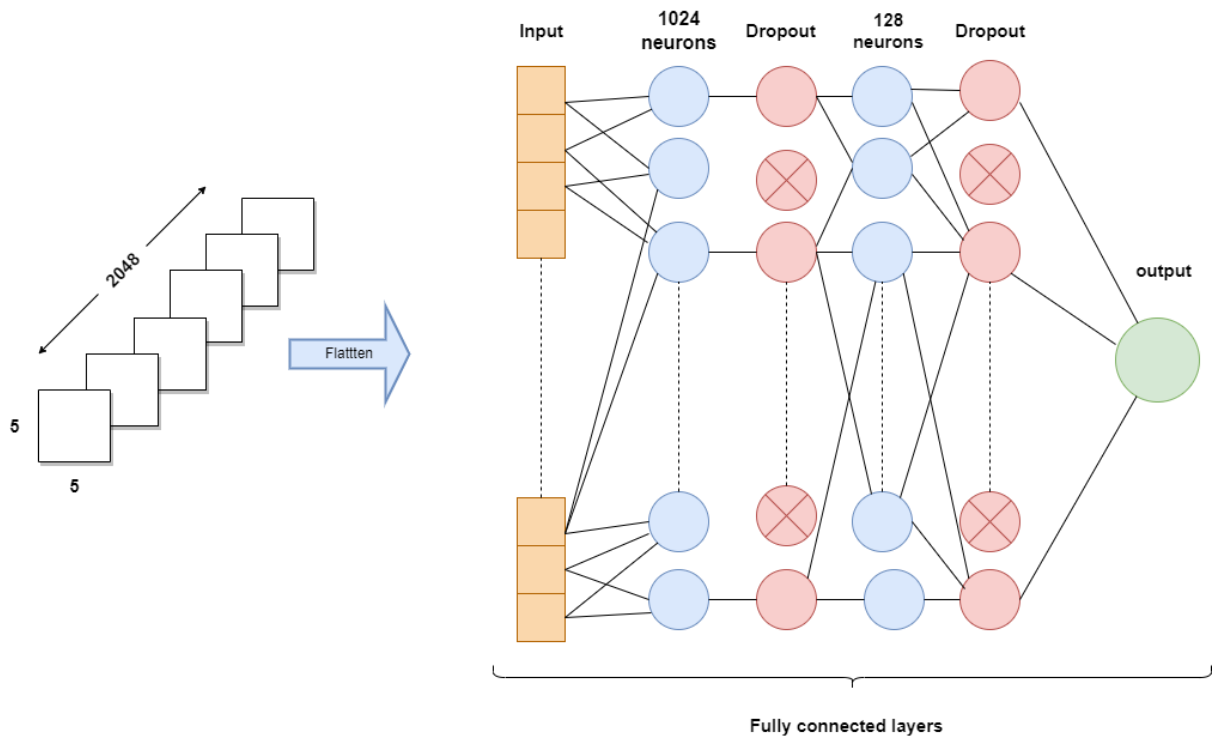 Input
1024
neurons
Dropout
128
neurons
Dropout
2048
5
5
Flattten
output
Fully connected layers